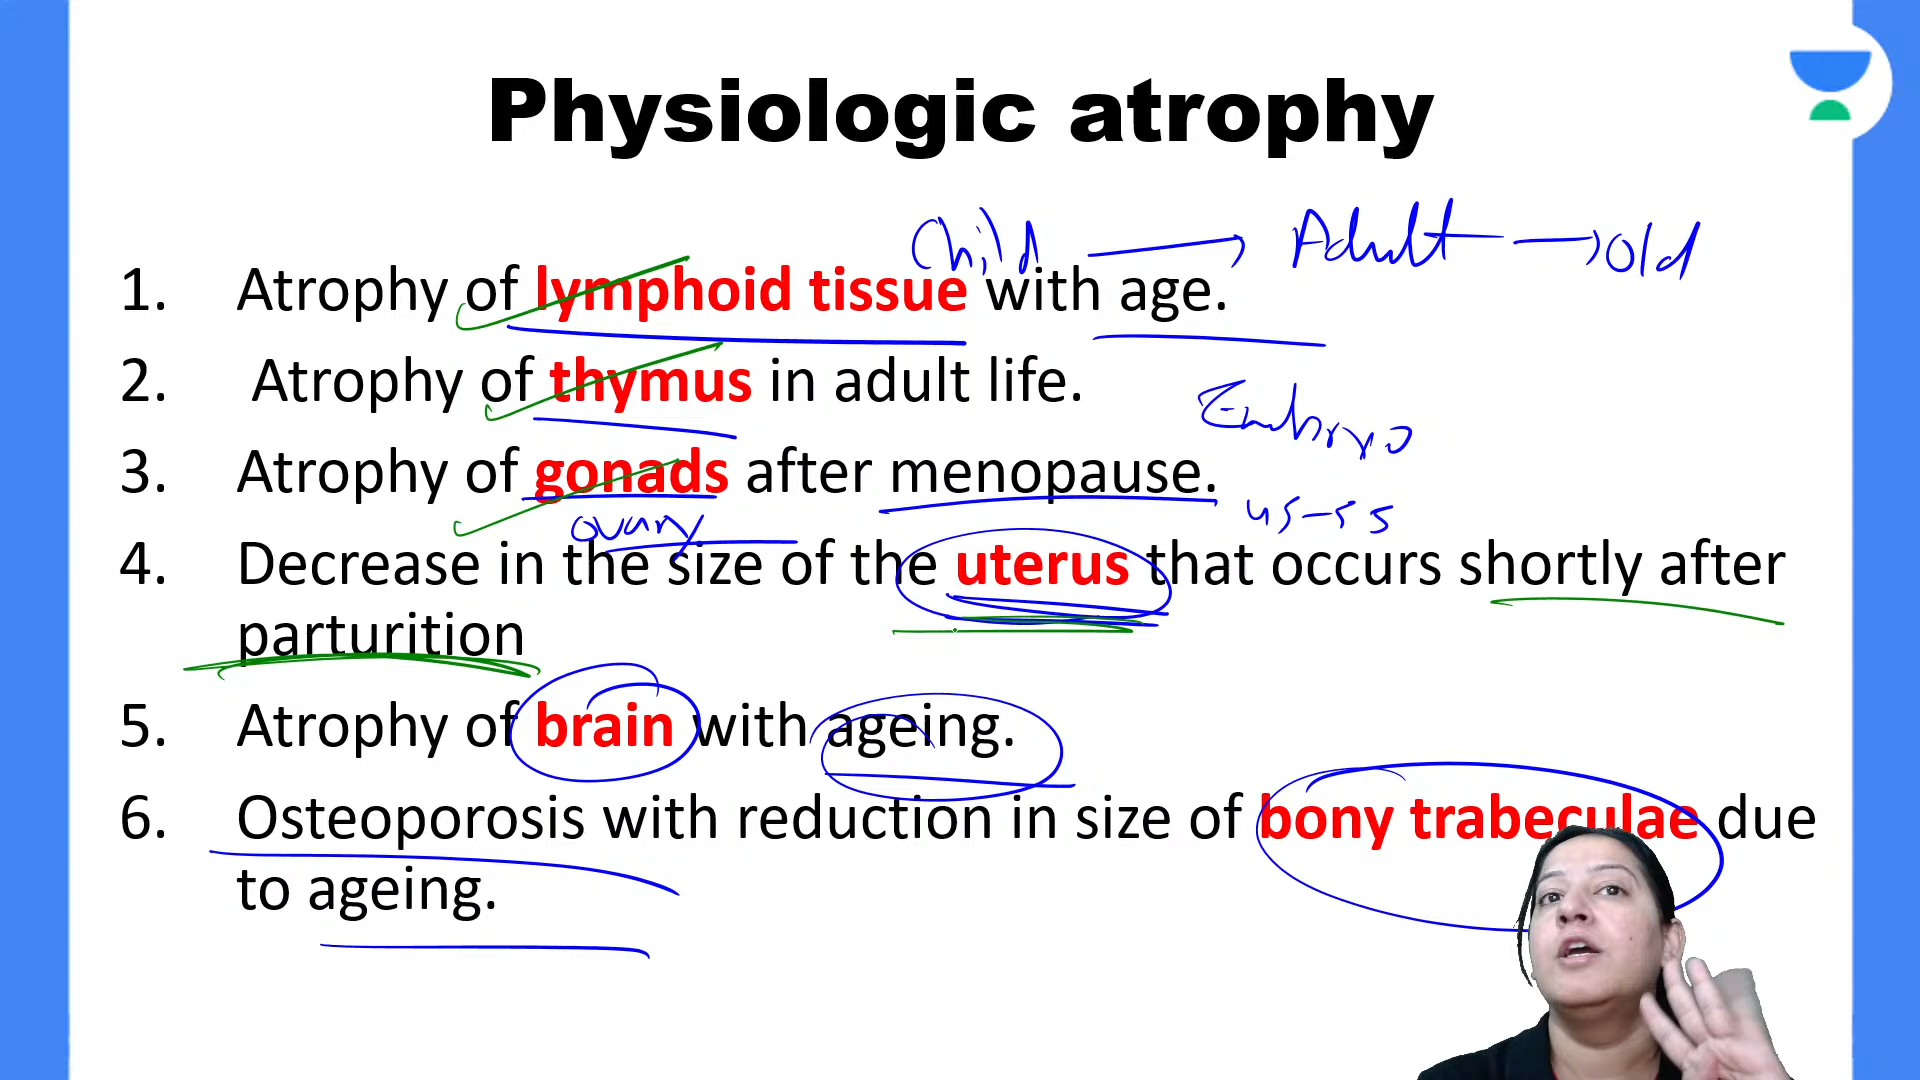 Physiologic atrophy
Child → Adult → Old
1. Atrophy of lymphoid tissue with age.
2. Atrophy of thymus in adult life.
Embryo
3. Atrophy of gonads after menopause.
ovary 45-55
4. Decrease in the size of the uterus that occurs shortly after
parturition
5. Atrophy of brain with ageing.
6. Osteoporosis with reduction in size of bony trabeculae due
to ageing.